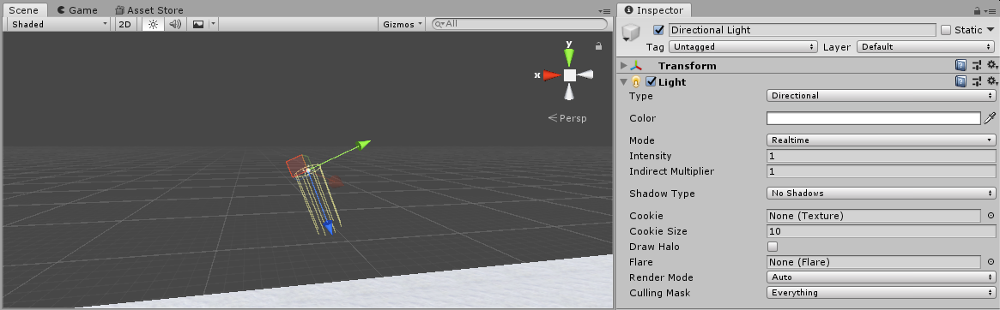 Scene Game Asset Store
Shaded 2D Gizmos All
y
x
Persp
Inspector
Directional Light Static
Tag Untagged Layer Default
Transform
Light
Type Directional
Color
Mode Realtime
Intensity 1
Indirect Multiplier 1
Shadow Type No Shadows
Cookie None (Texture)
Cookie Size 10
Draw Halo
Flare None (Flare)
Render Mode Auto
Culling Mask Everything